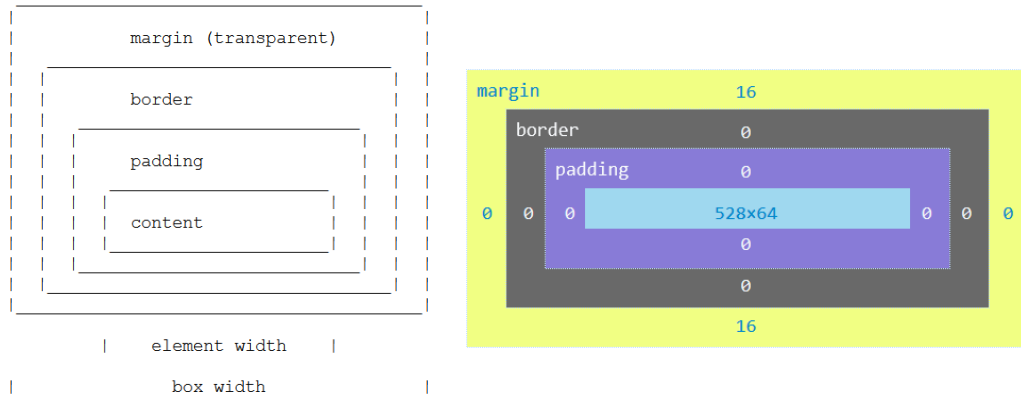 margin (transparent)
border
padding
content
element width
box width
margin 16
border 0
padding 0
0 0 0 528×64 0 0 0
0
0
16